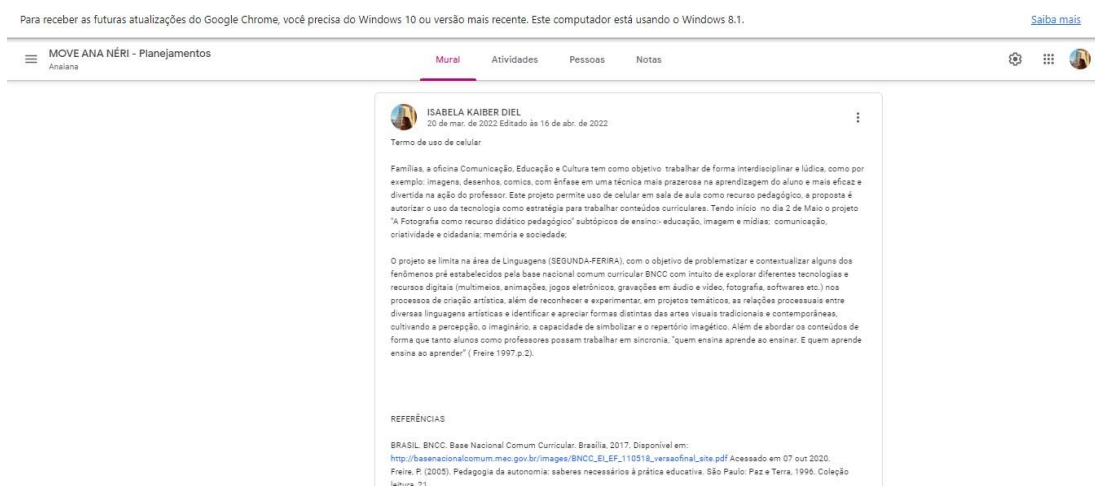 Para receber as futuras atualizações do Google Chrome, você precisa do Windows 10 ou versão mais recente. Este computador está usando o Windows 8.1.
Saiba mais
MOVE ANA NÉRI - Planejamentos
Anaiana
Mural
Atividades
Pessoas
Notas
ISABELA KAIBER DIEL
20 de mar. de 2022 Editado às 16 de abr. de 2022
Termo de uso de celular
Famílias, a oficina Comunicação, Educação e Cultura tem como objetivo trabalhar de forma interdisciplinar e lúdica, como por
exemplo: imagens, desenhos, comics, com ênfase em uma técnica mais prazerosa na aprendizagem do aluno e mais eficaz e
divertida na ação do professor. Este projeto permite uso de celular em sala de aula como recurso pedagógico, a proposta é
autorizar o uso da tecnologia como estratégia para trabalhar conteúdos curriculares. Tendo início no dia 2 de Maio o projeto
"A Fotografia como recurso didático pedagógico" subtópicos de ensino:- educação, imagem e mídias; comunicação,
criatividade e cidadania; memória e sociedade;
O projeto se limita na área de Linguagens (SEGUNDA-FERIRA), com o objetivo de problematizar e contextualizar alguns dos
fenômenos pré estabelecidos pela base nacional comum curricular BNCC com intuito de explorar diferentes tecnologias e
recursos digitais (multimeios, animações, jogos eletrônicos, gravações em áudio e vídeo, fotografia, softwares etc.) nos
processos de criação artística, além de reconhecer e experimentar, em projetos temáticos, as relações processuais entre
diversas linguagens artísticas e identificar e apreciar formas distintas das artes visuais tradicionais e contemporâneas,
cultivando a percepção, o imaginário, a capacidade de simbolizar e o repertório imagético. Além de abordar os conteúdos de
forma que tanto alunos como professores possam trabalhar em sincronia, "quem ensina aprende ao ensinar. E quem aprende
ensina ao aprender" ( Freire 1997.p.2).
REFERÊNCIAS
BRASIL. BNCC. Base Nacional Comum Curricular. Brasília, 2017. Disponível em:
http://basenacionalcomum.mec.gov.br/images/BNCC_EI_EF_110518_versaofinal_site.pdf Acessado em 07 out 2020.
Freire, P. (2005). Pedagogia da autonomia: saberes necessários à prática educativa. São Paulo: Paz e Terra, 1996. Coleção
leitura, 21.